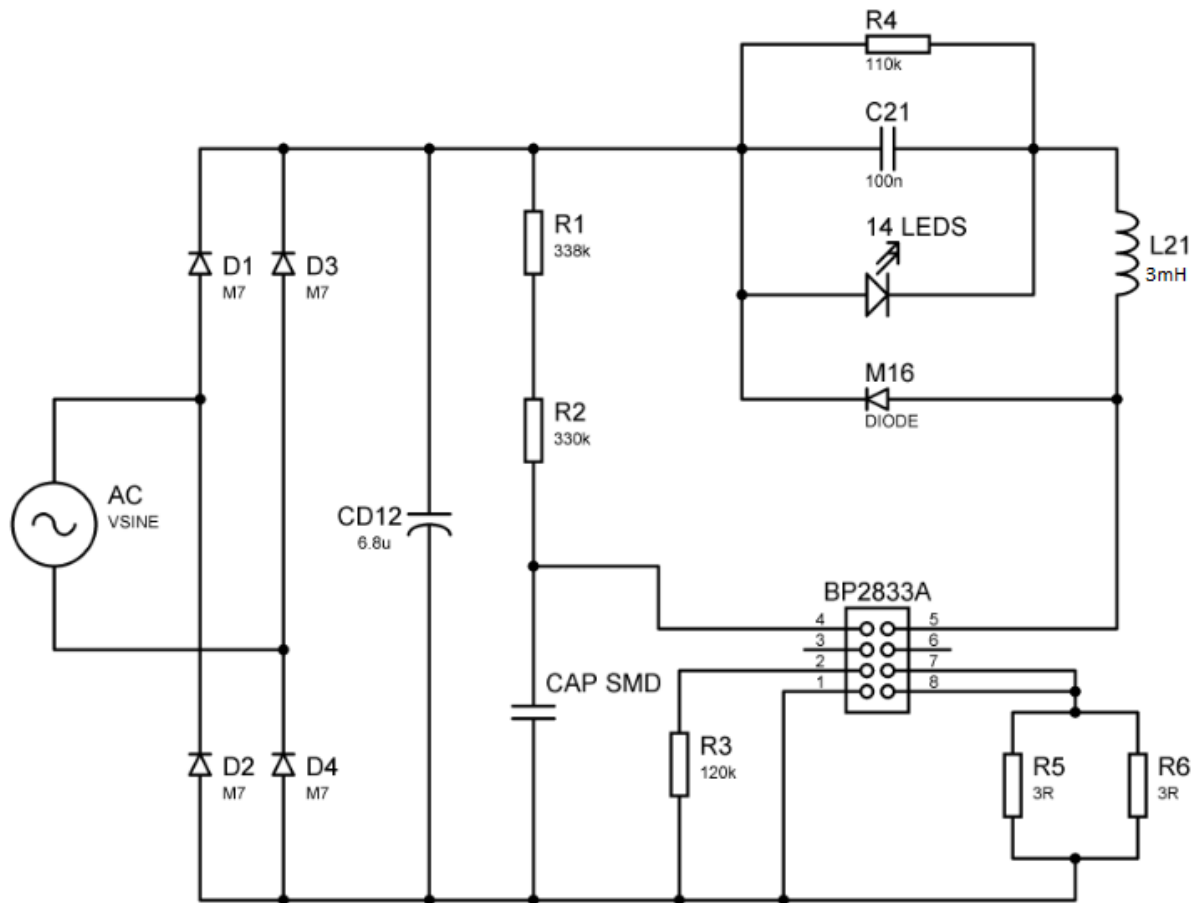 R4
110k
C21
100n
14 LEDS
L21
3mH
M16
DIODE
R1
338k
R2
330k
D1
M7
D3
M7
AC
VSINE
CD12
6.8u
BP2833A
4 5
3 6
2 7
1 8
CAP SMD
R3
120k
R5
3R
R6
3R
D2
M7
D4
M7